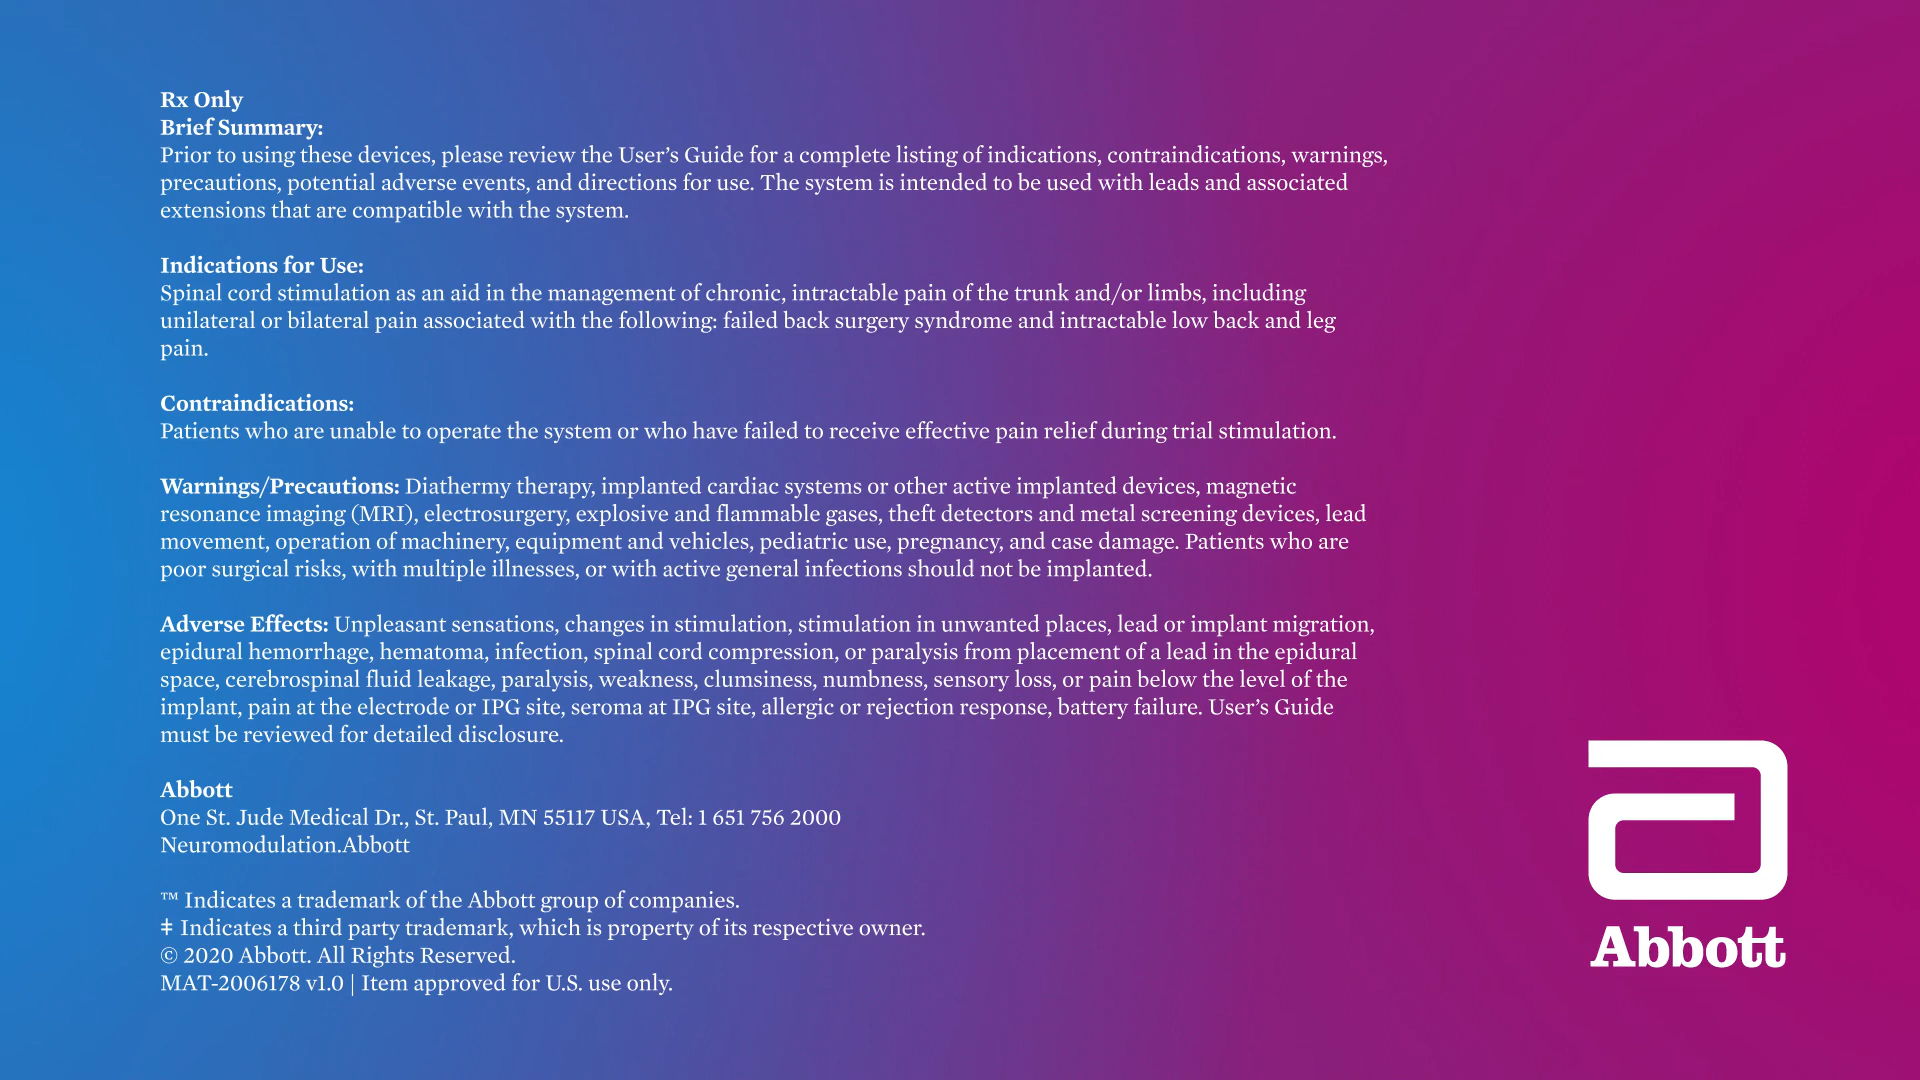 Rx Only
Brief Summary:
Prior to using these devices, please review the User’s Guide for a complete listing of indications, contraindications, warnings,
precautions, potential adverse events, and directions for use. The system is intended to be used with leads and associated
extensions that are compatible with the system.
Indications for Use:
Spinal cord stimulation as an aid in the management of chronic, intractable pain of the trunk and/or limbs, including
unilateral or bilateral pain associated with the following: failed back surgery syndrome and intractable low back and leg
pain.
Contraindications:
Patients who are unable to operate the system or who have failed to receive effective pain relief during trial stimulation.
Warnings/Precautions: Diathermy therapy, implanted cardiac systems or other active implanted devices, magnetic
resonance imaging (MRI), electrosurgery, explosive and flammable gases, theft detectors and metal screening devices, lead
movement, operation of machinery, equipment and vehicles, pediatric use, pregnancy, and case damage. Patients who are
poor surgical risks, with multiple illnesses, or with active general infections should not be implanted.
Adverse Effects: Unpleasant sensations, changes in stimulation, stimulation in unwanted places, lead or implant migration,
epidural hemorrhage, hematoma, infection, spinal cord compression, or paralysis from placement of a lead in the epidural
space, cerebrospinal fluid leakage, paralysis, weakness, clumsiness, numbness, sensory loss, or pain below the level of the
implant, pain at the electrode or IPG site, seroma at IPG site, allergic or rejection response, battery failure. User’s Guide
must be reviewed for detailed disclosure.
Abbott
One St. Jude Medical Dr., St. Paul, MN 55117 USA, Tel: 1 651 756 2000
Neuromodulation.Abbott
™ Indicates a trademark of the Abbott group of companies.
‡ Indicates a third party trademark, which is property of its respective owner.
© 2020 Abbott. All Rights Reserved.
MAT-2006178 v1.0 | Item approved for U.S. use only.
Abbott